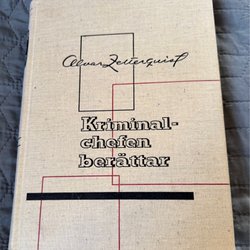 Alvar Zetterquist
Kriminal-
chefen
berättar